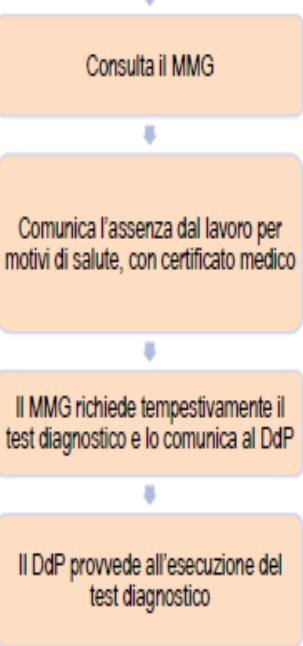 Consulta il MMG
Comunica l'assenza dal lavoro per
motivi di salute, con certificato medico
Il MMG richiede tempestivamente il
test diagnostico e lo comunica al DdP
Il DdP provvede all'esecuzione del
test diagnostico